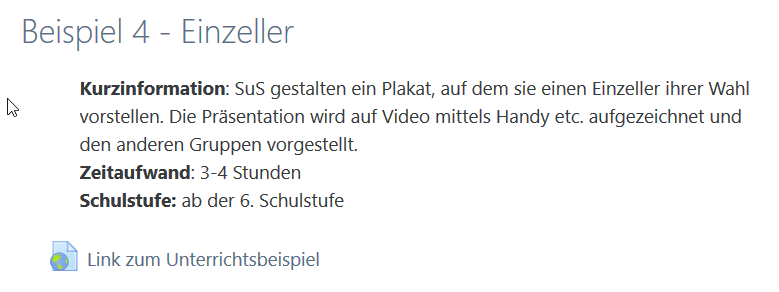 Beispiel 4 - Einzeller
Kurzinformation: SuS gestalten ein Plakat, auf dem sie einen Einzeller ihrer Wahl
vorstellen. Die Präsentation wird auf Video mittels Handy etc. aufgezeichnet und
den anderen Gruppen vorgestellt.
Zeitaufwand: 3-4 Stunden
Schulstufe: ab der 6. Schulstufe
Link zum Unterrichtsbeispiel